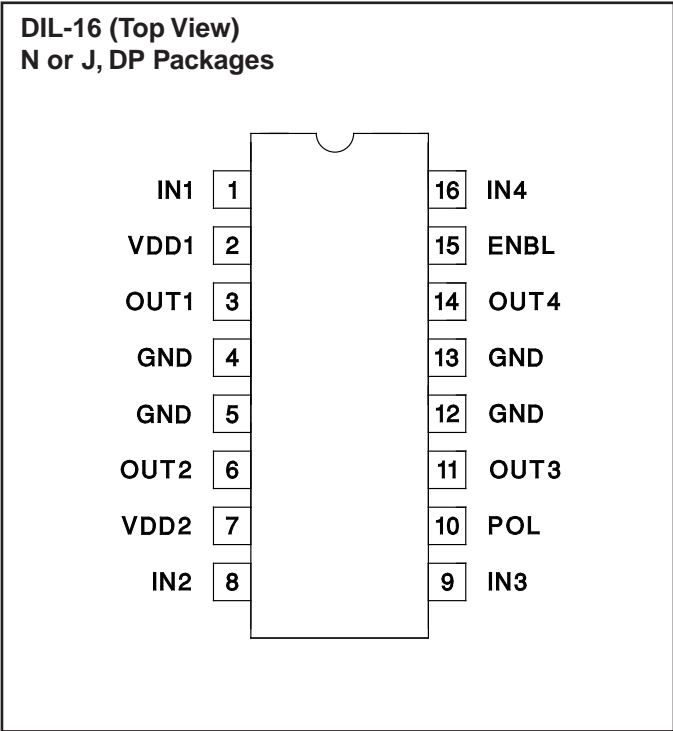 DIL-16 (Top View)
N or J, DP Packages
IN1 1 16 IN4
VDD1 2 15 ENBL
OUT1 3 14 OUT4
GND 4 13 GND
GND 5 12 GND
OUT2 6 11 OUT3
VDD2 7 10 POL
IN2 8 9 IN3